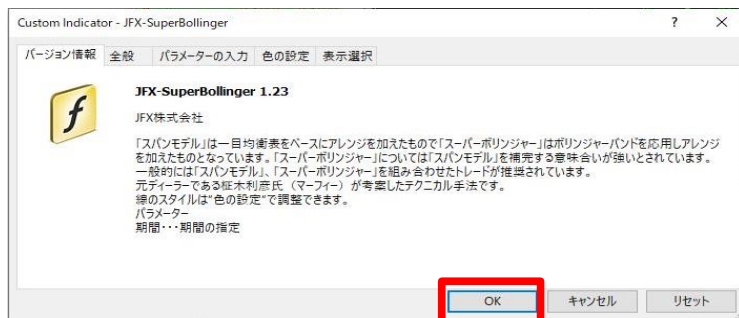 Custom Indicator - JFX-SuperBollinger
? ×
バージョン情報 全般 パラメーターの入力 色の設定 表示選択
f
JFX-SuperBollinger 1.23
JFX株式会社
「スパンモデル」は一目均衡表をベースにアレンジを加えたもので「スーパーボリンジャー」はボリンジャーバンドを応用しアレンジ
を加えたものとなっています。「スーパーボリンジャー」については「スパンモデル」を補完する意味合いが強いとされています。
一般的には「スパンモデル」、「スーパーボリンジャー」を組み合わせたトレードが推奨されています。
元ディーラーである柾木利彦氏（マーフィー）が考案したテクニカル手法です。
線のスタイルは"色の設定"で調整できます。
パラメーター
期間・・・期間の指定
OK キャンセル リセット